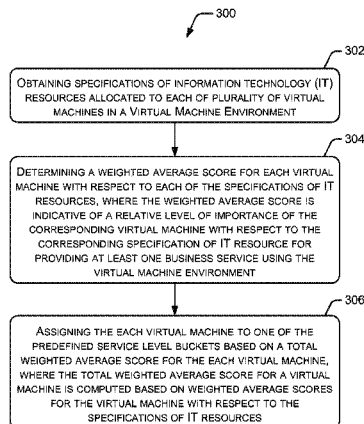 300
302
OBTAINING SPECIFICATIONS OF INFORMATION TECHNOLOGY (IT)
RESOURCES ALLOCATED TO EACH OF PLURALITY OF VIRTUAL
MACHINES IN A VIRTUAL MACHINE ENVIRONMENT
304
DETERMINING A WEIGHTED AVERAGE SCORE FOR EACH VIRTUAL
MACHINE WITH RESPECT TO EACH OF THE SPECIFICATIONS OF IT
RESOURCES, WHERE THE WEIGHTED AVERAGE SCORE IS
INDICATIVE OF A RELATIVE LEVEL OF IMPORTANCE OF THE
CORRESPONDING VIRTUAL MACHINE WITH RESPECT TO THE
CORRESPONDING SPECIFICATION OF IT RESOURCE FOR
PROVIDING AT LEAST ONE BUSINESS SERVICE USING THE
VIRTUAL MACHINE ENVIRONMENT
306
ASSIGNING THE EACH VIRTUAL MACHINE TO ONE OF THE
PREDEFINED SERVICE LEVEL BUCKETS BASED ON A TOTAL
WEIGHTED AVERAGE SCORE FOR THE EACH VIRTUAL MACHINE,
WHERE THE TOTAL WEIGHTED AVERAGE SCORE FOR A VIRTUAL
MACHINE IS COMPUTED BASED ON WEIGHTED AVERAGE SCORES
FOR THE VIRTUAL MACHINE WITH RESPECT TO THE
SPECIFICATIONS OF IT RESOURCES